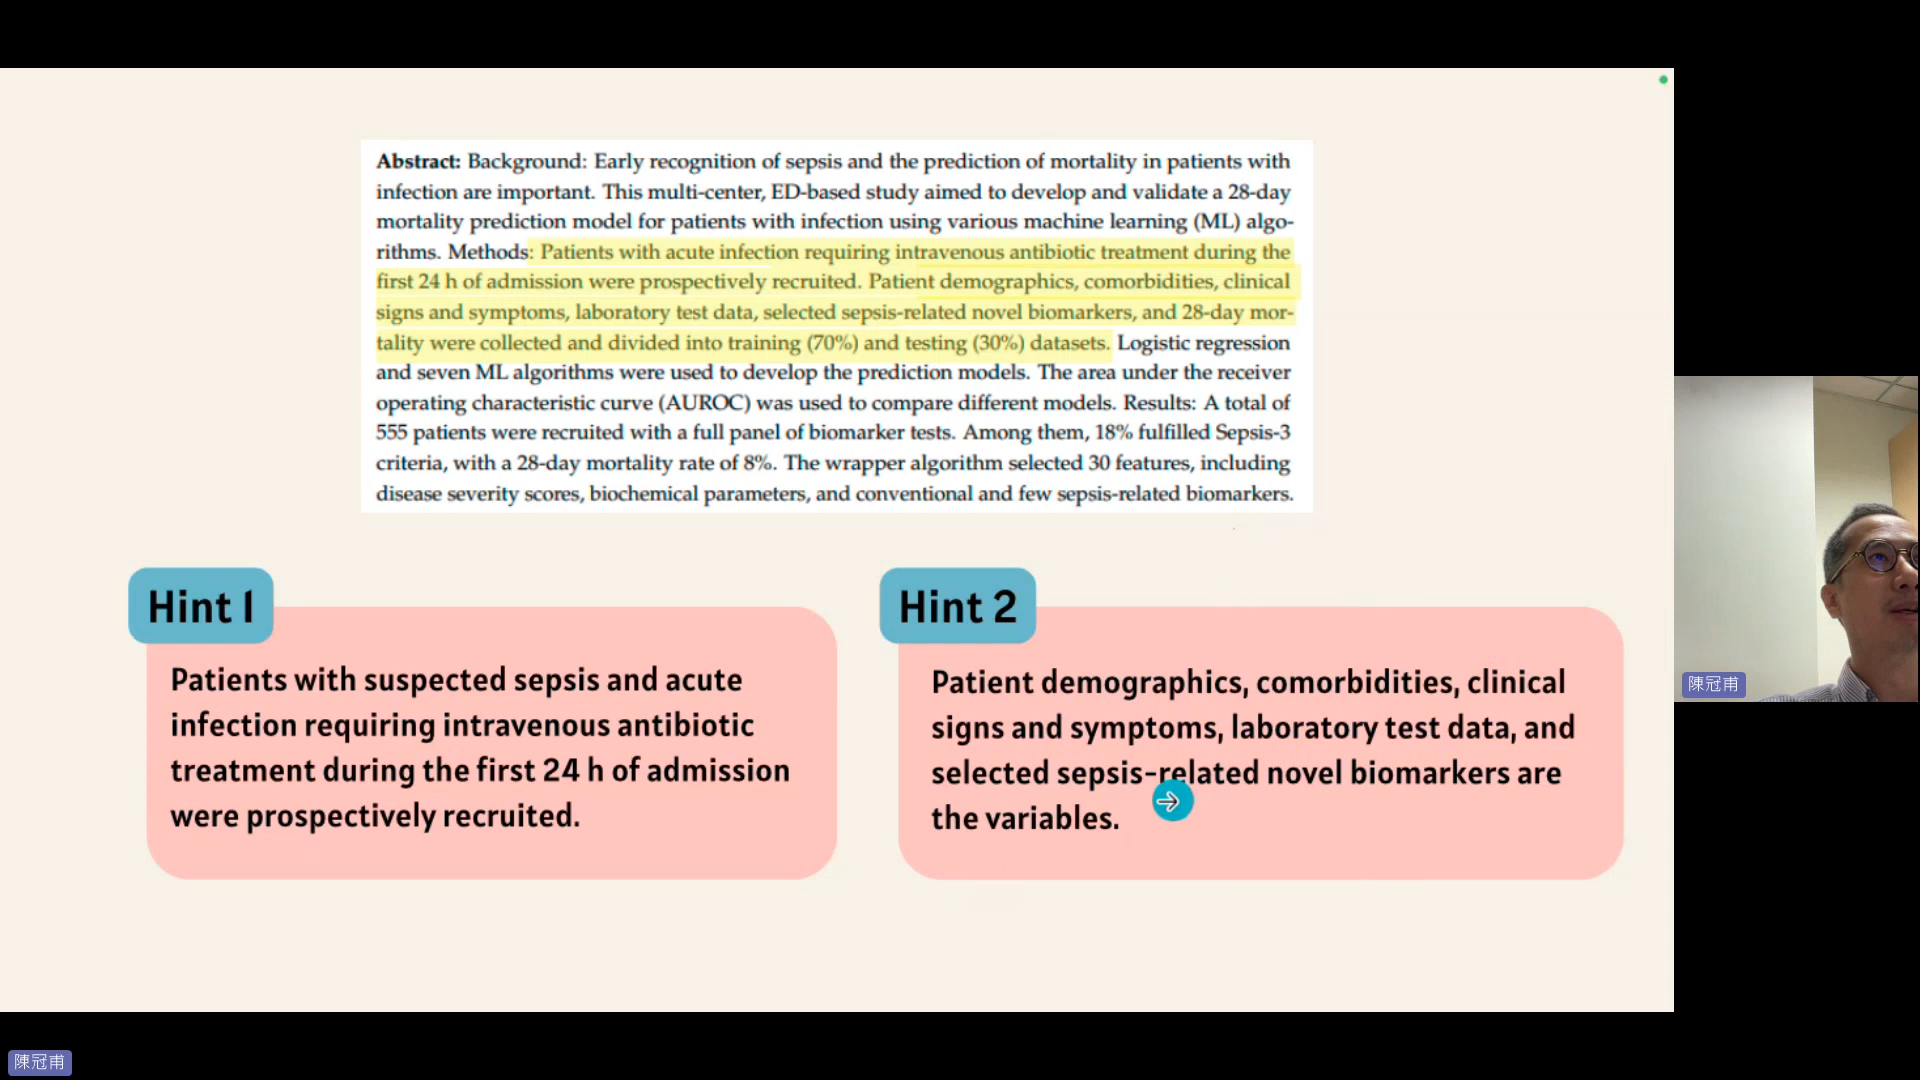 Abstract: Background: Early recognition of sepsis and the prediction of mortality in patients with
infection are important. This multi-center, ED-based study aimed to develop and validate a 28-day
mortality prediction model for patients with infection using various machine learning (ML) algo-
rithms. Methods: Patients with acute infection requiring intravenous antibiotic treatment during the
first 24 h of admission were prospectively recruited. Patient demographics, comorbidities, clinical
signs and symptoms, laboratory test data, selected sepsis-related novel biomarkers, and 28-day mor-
tality were collected and divided into training (70%) and testing (30%) datasets. Logistic regression
and seven ML algorithms were used to develop the prediction models. The area under the receiver
operating characteristic curve (AUROC) was used to compare different models. Results: A total of
555 patients were recruited with a full panel of biomarker tests. Among them, 18% fulfilled Sepsis-3
criteria, with a 28-day mortality rate of 8%. The wrapper algorithm selected 30 features, including
disease severity scores, biochemical parameters, and conventional and few sepsis-related biomarkers.
Hint 1
Patients with suspected sepsis and acute
infection requiring intravenous antibiotic
treatment during the first 24 h of admission
were prospectively recruited.
Hint 2
Patient demographics, comorbidities, clinical
signs and symptoms, laboratory test data, and
selected sepsis-related novel biomarkers are
the variables.
陳冠甫
陳冠甫